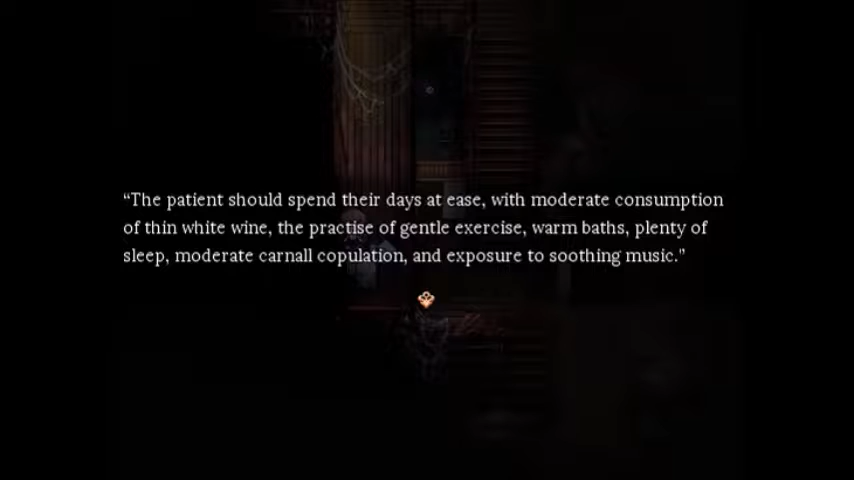 “The patient should spend their days at ease, with moderate consumption
of thin white wine, the practise of gentle exercise, warm baths, plenty of
sleep, moderate carnall copulation, and exposure to soothing music.”